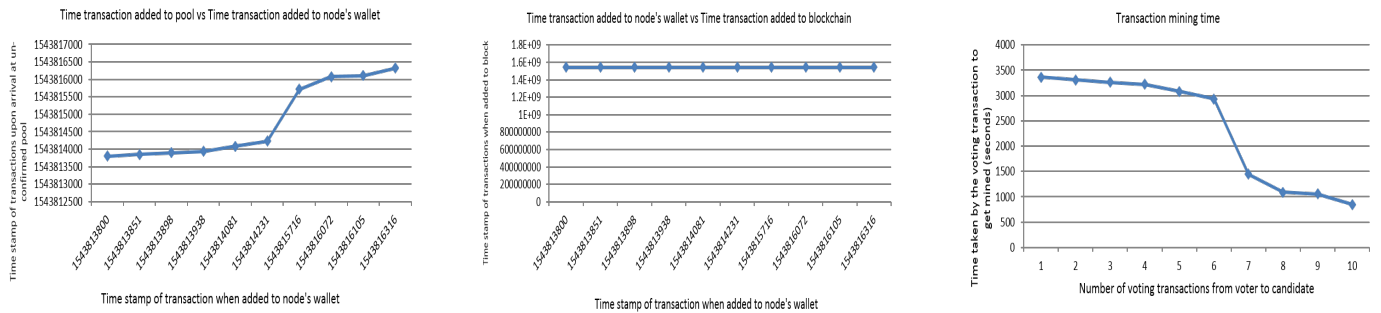 Time transaction added to pool vs Time transaction added to node's wallet
Time stamp of transactions upon arrival at un-
confirmed pool
1543817000
1543816500
1543816000
1543815500
1543815000
1543814500
1543814000
1543813500
1543813000
1543812500
1543813800
1543813851
1543813898
1543813938
1543814081
1543814231
1543815716
1543816072
1543816105
1543816316
Time stamp of transaction when added to node's wallet
Time transaction added to node's wallet vs Time transaction added to blockchain
Time stamp of transactions when added to block
1.8E+09
1.6E+09
1.4E+09
1.2E+09
1E+09
800000000
600000000
400000000
200000000
0
1543813800
1543813851
1543813898
1543813938
1543814081
1543814231
1543815716
1543816072
1543816105
1543816316
Time stamp of transaction when added to node's wallet
Transaction mining time
Time taken by the voting transaction to
get mined (seconds)
4000
3500
3000
2500
2000
1500
1000
500
0
1 2 3 4 5 6 7 8 9 10
Number of voting transactions from voter to candidate